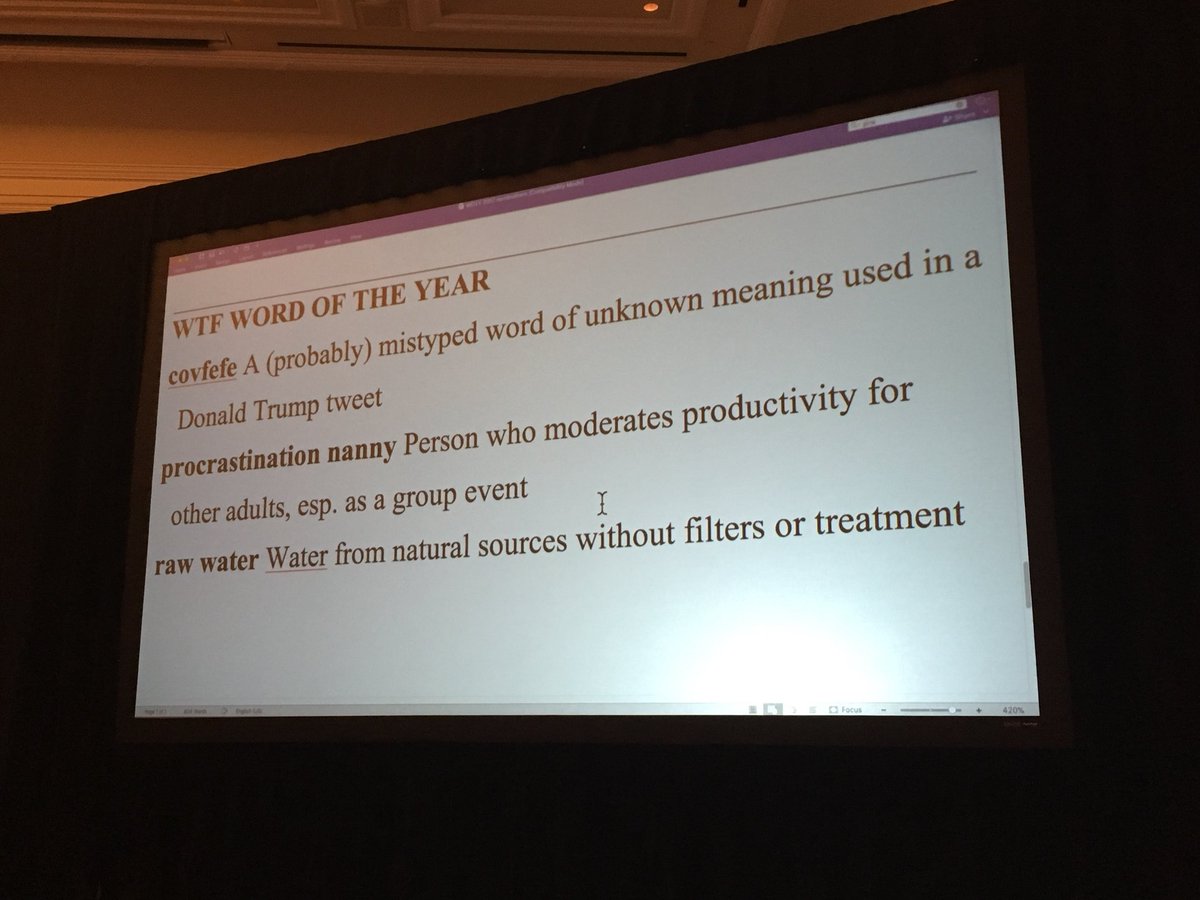 Share
WTF WORD OF THE YEAR
covfefe A (probably) mistyped word of unknown meaning used in a
Donald Trump tweet
procrastination nanny Person who moderates productivity for
other adults, esp. as a group event
raw water Water from natural sources without filters or treatment
Focus
420%